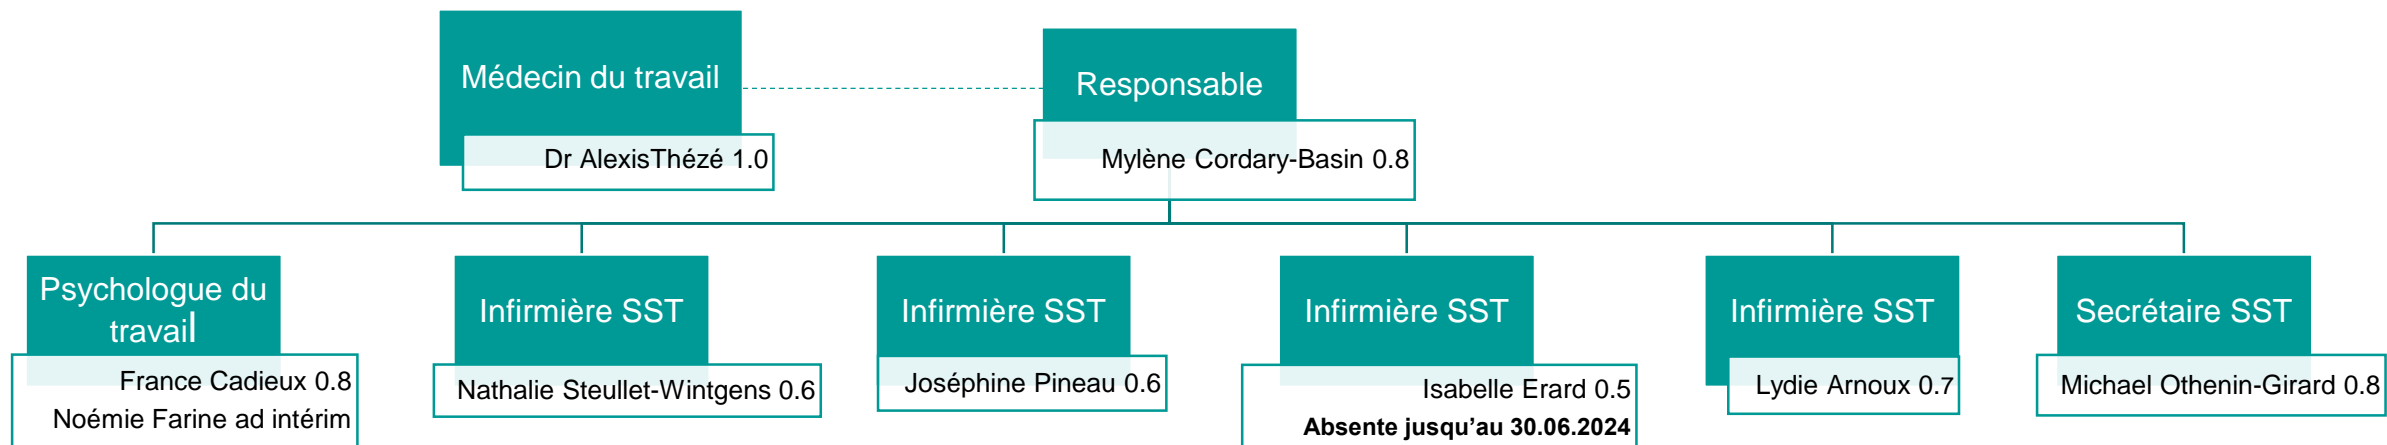 Médecin du travail
Dr AlexisThézé 1.0
Responsable
Mylène Cordary-Basin 0.8
Psychologue du
travail
France Cadieux 0.8
Noémie Farine ad intérim
Infirmière SST
Nathalie Steullet-Wintgens 0.6
Infirmière SST
Joséphine Pineau 0.6
Infirmière SST
Isabelle Erard 0.5
Absente jusqu’au 30.06.2024
Infirmière SST
Lydie Arnoux 0.7
Secrétaire SST
Michael Othenin-Girard 0.8